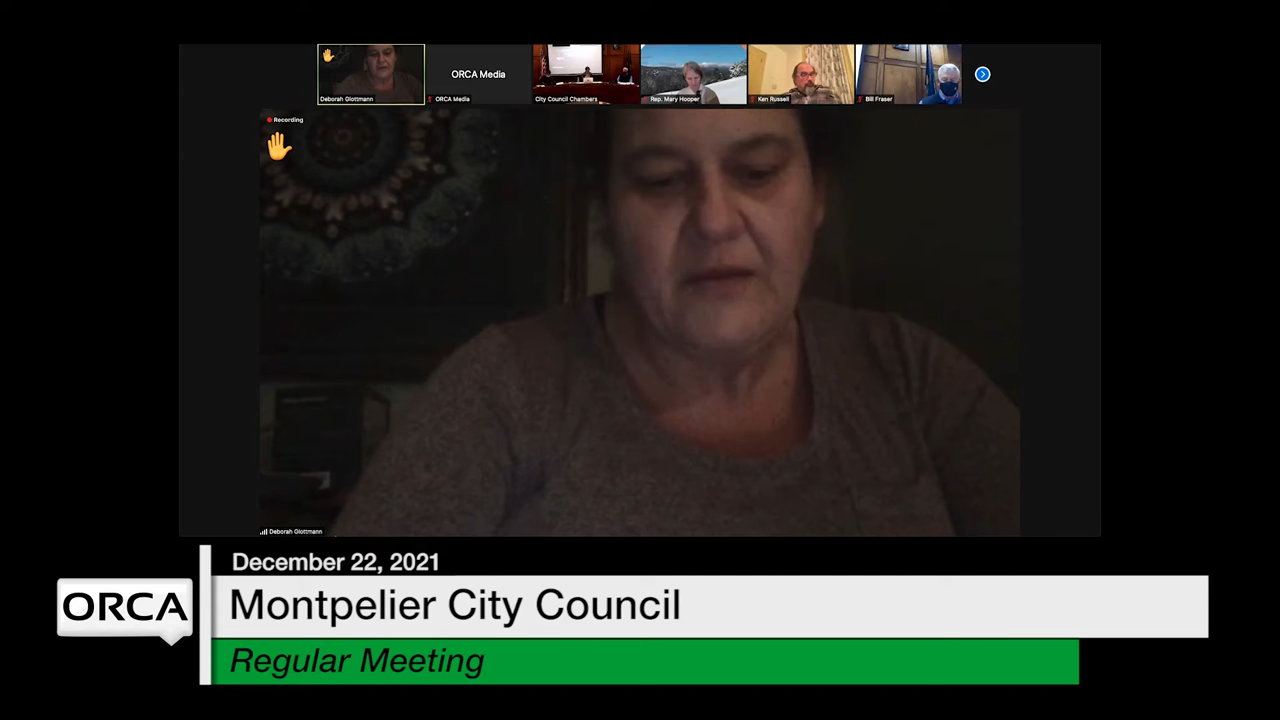 Deborah Glottmann
ORCA Media
ORCA Media
City Council Chambers
Rep. Mary Hooper
Ken Russell
Bill Fraser
Recording
Deborah Glottmann
December 22, 2021
ORCA
Montpelier City Council
Regular Meeting